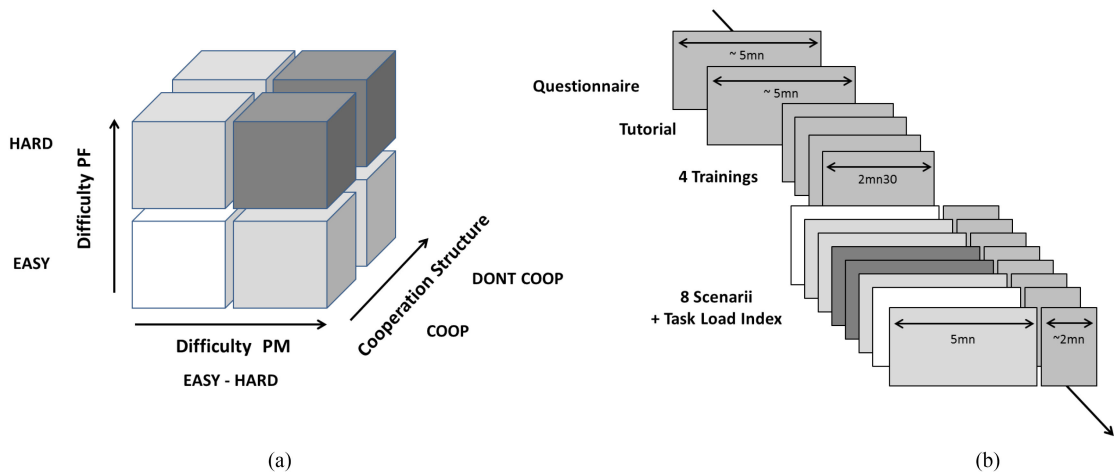 HARD
Difficulty PF
EASY
Difficulty PM
EASY - HARD
Cooperation Structure
DONT COOP
COOP
(a)
~ 5mn
Questionnaire
~ 5mn
Tutorial
4 Trainings
2mn30
8 Scenarii
+ Task Load Index
5mn
~2mn
(b)